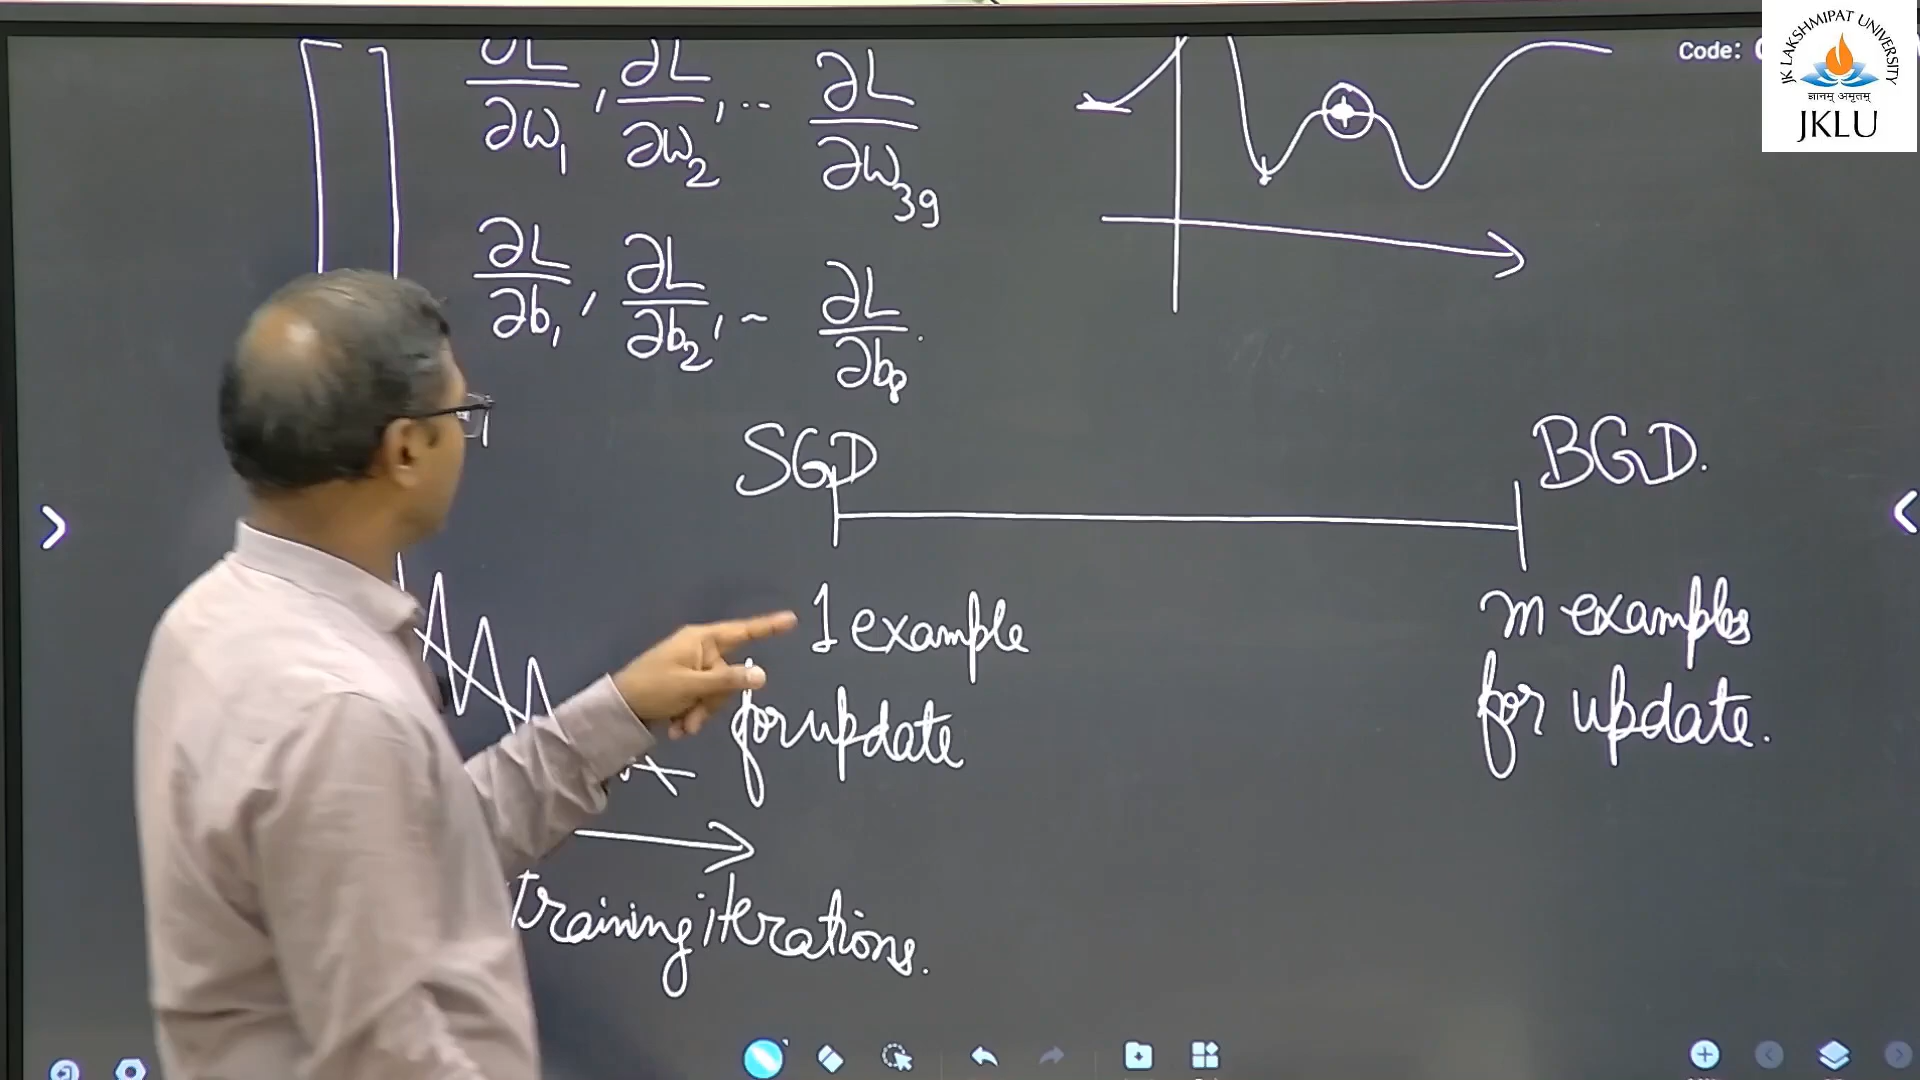 ∂L/∂w1, ∂L/∂w2, .. ∂L/∂w39
∂L/∂b1, ∂L/∂b2, ~ ∂L/∂b8.
SGD
BGD.
1 example
for update
m examples
for update.
training iterations.
Code:
JK LAKSHMIPAT UNIVERSITY
ज्ञानम् अमृतम्
JKLU